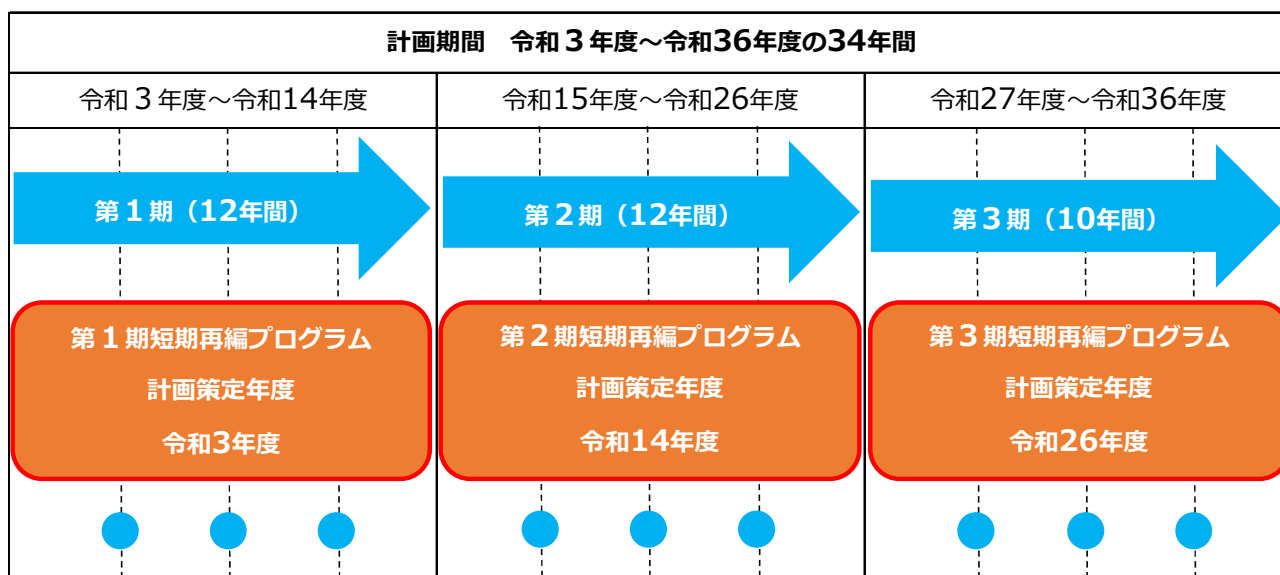 計画期間　令和３年度～令和36年度の34年間
令和３年度～令和14年度
令和15年度～令和26年度
令和27年度～令和36年度
第１期（12年間）
第２期（12年間）
第３期（10年間）
第１期短期再編プログラム
計画策定年度
令和3年度
第２期短期再編プログラム
計画策定年度
令和14年度
第３期短期再編プログラム
計画策定年度
令和26年度